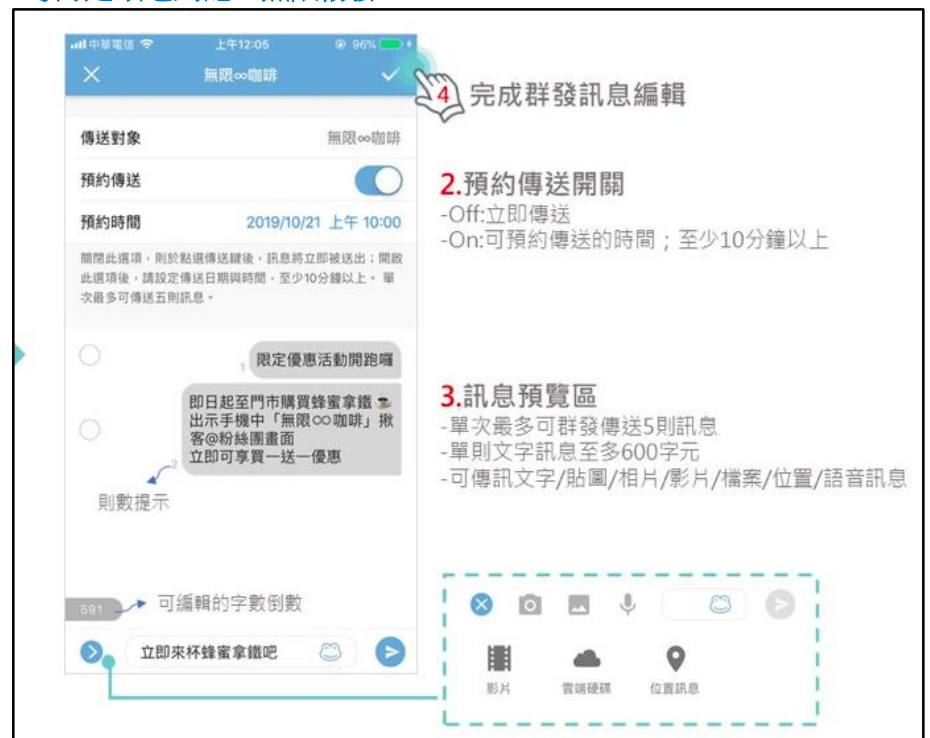 中華電信 上午12:05 96%
無限∞咖啡
4 完成群發訊息編輯
傳送對象 無限∞咖啡
預約傳送
預約時間 2019/10/21 上午 10:00
關閉此選項，則於點選傳送鍵後，訊息將立即被送出；開啟
此選項後，請設定傳送日期與時間，至少10分鐘以上。 單
次最多可傳送五則訊息。
2.預約傳送開關
-Off:立即傳送
-On:可預約傳送的時間；至少10分鐘以上
1 限定優惠活動開跑囉
即日起至門市購買蜂蜜拿鐵
出示手機中「無限∞咖啡」揪
客@粉絲團畫面
立即可享買一送一優惠
2
則數提示
3.訊息預覽區
-單次最多可群發傳送5則訊息
-單則文字訊息至多600字元
-可傳訊文字/貼圖/相片/影片/檔案/位置/語音訊息
591 可編輯的字數倒數
立即來杯蜂蜜拿鐵吧
影片 雲端硬碟 位置訊息